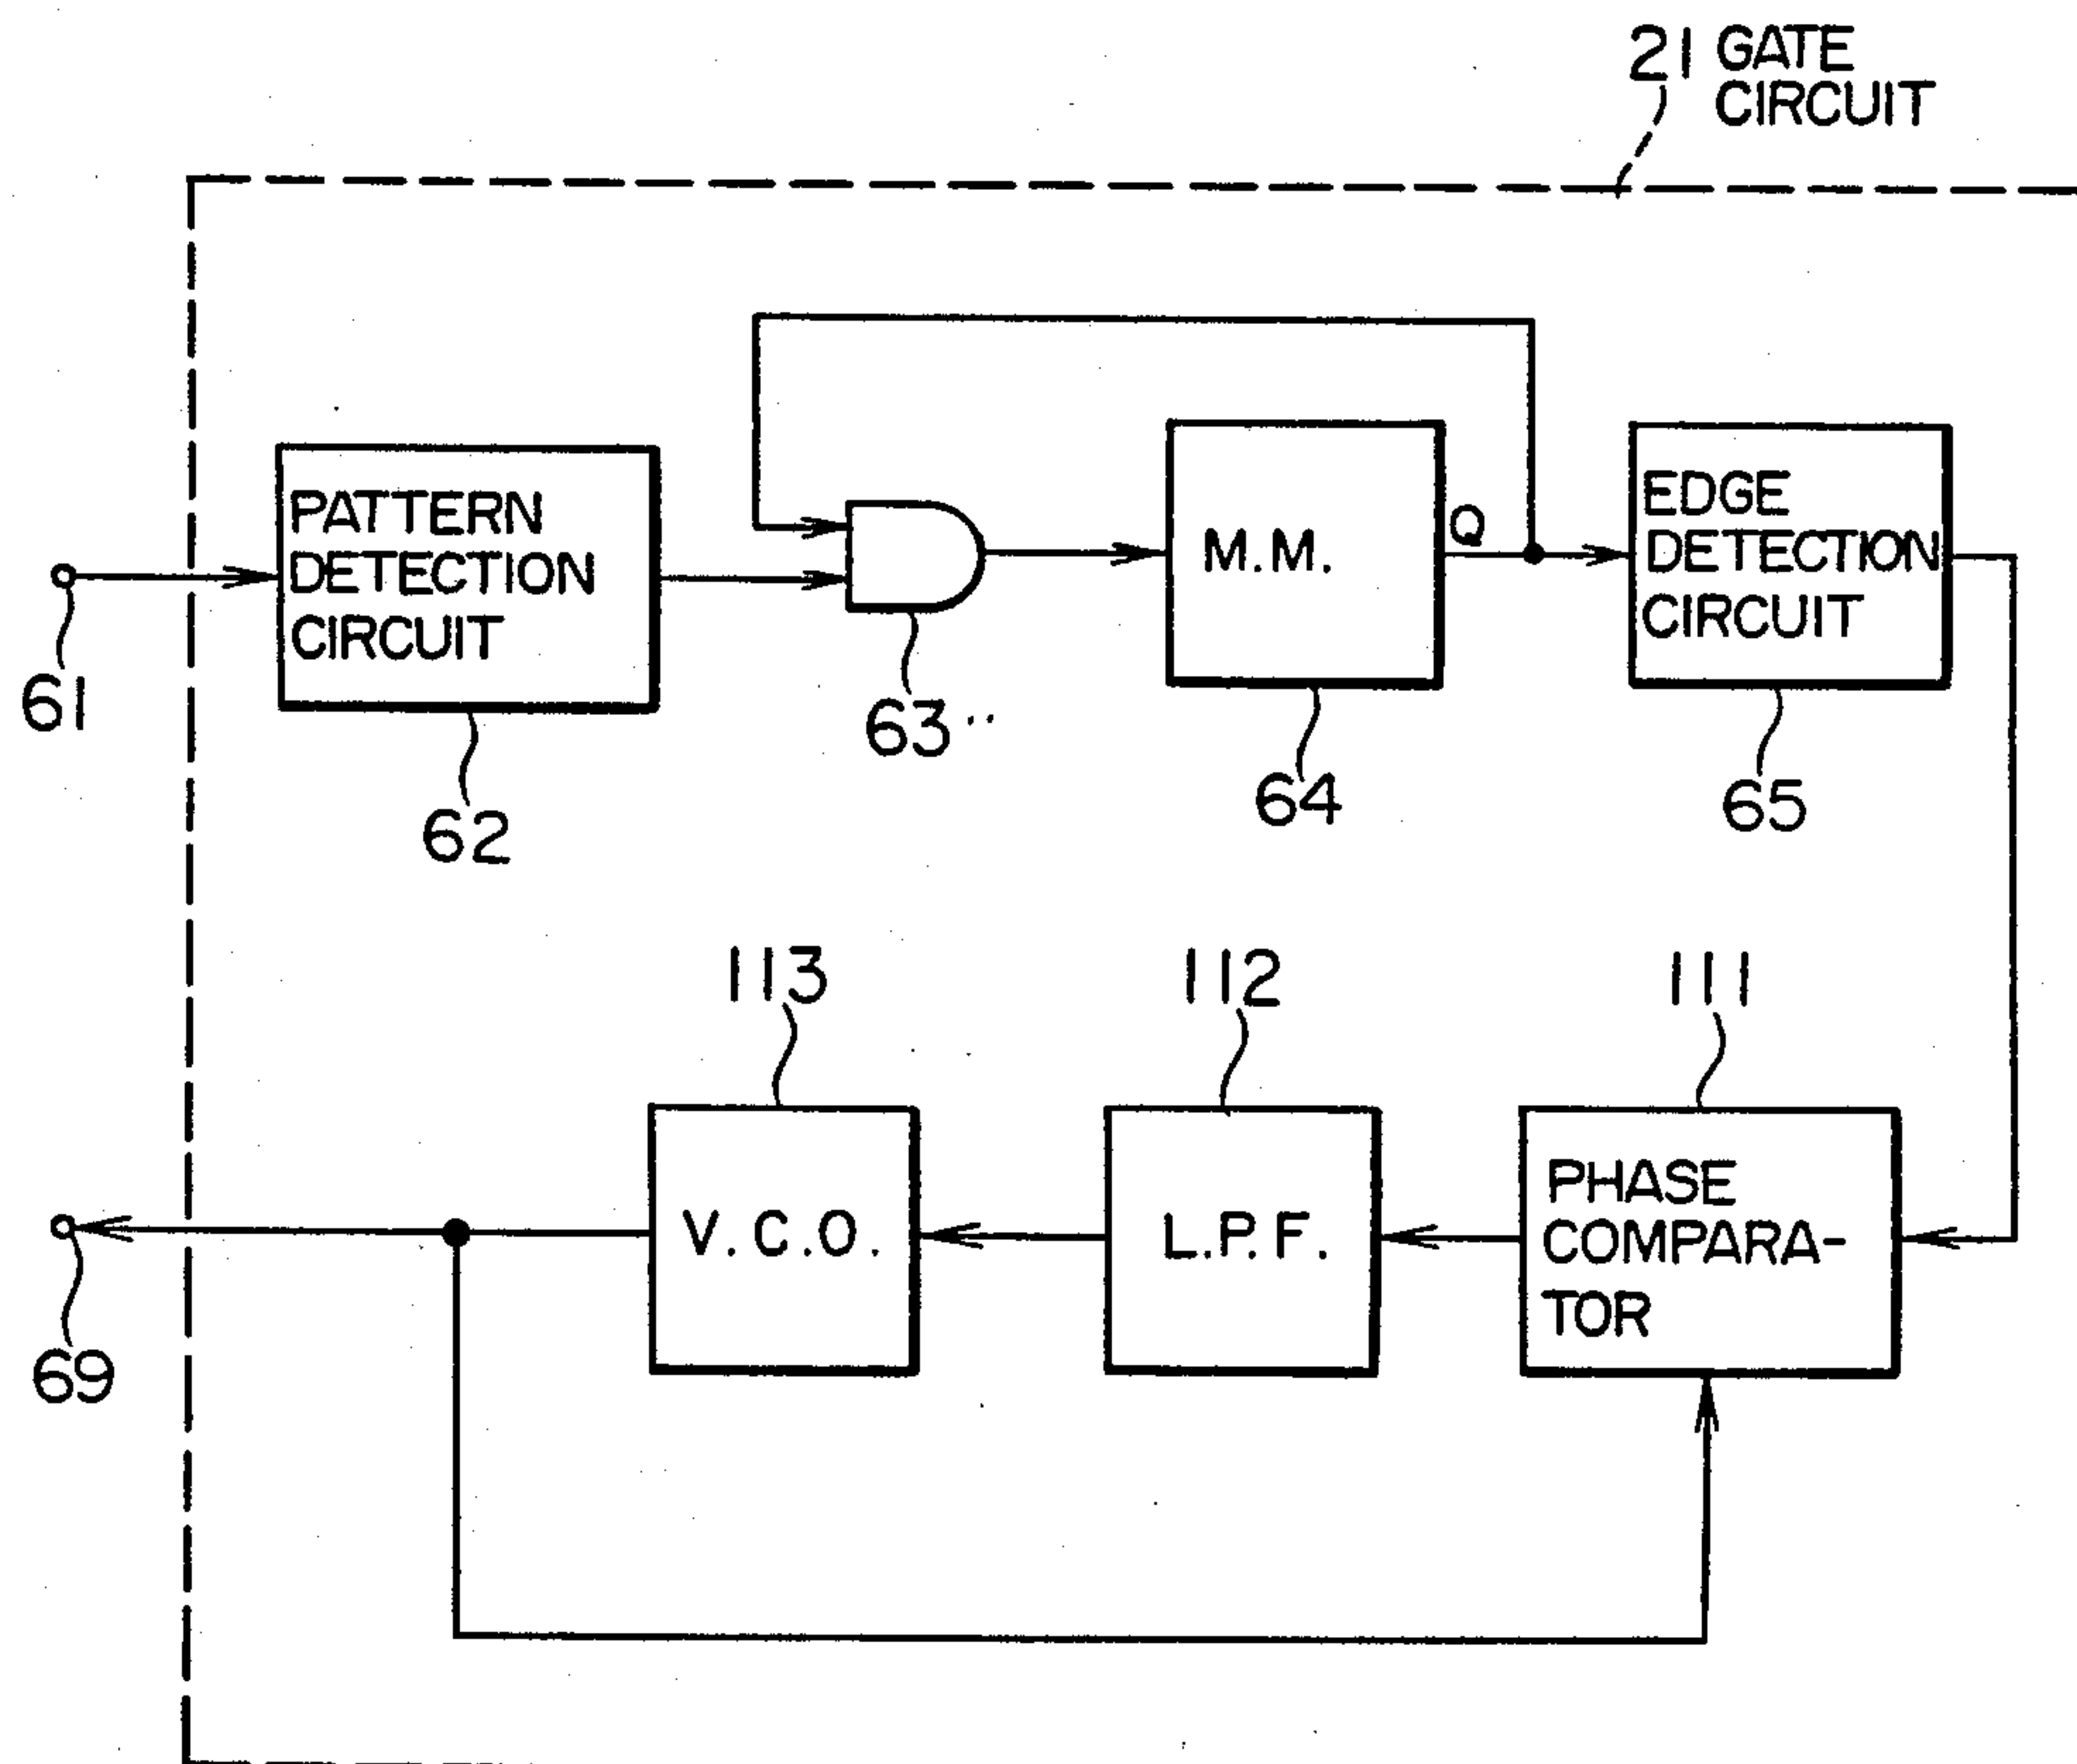 21 GATE
CIRCUIT
PATTERN
DETECTION
CIRCUIT
M.M.
Q
EDGE
DETECTION
CIRCUIT
61
62
63
64
65
113
112
111
V.C.O.
L.P.F.
PHASE
COMPARA-
TOR
69